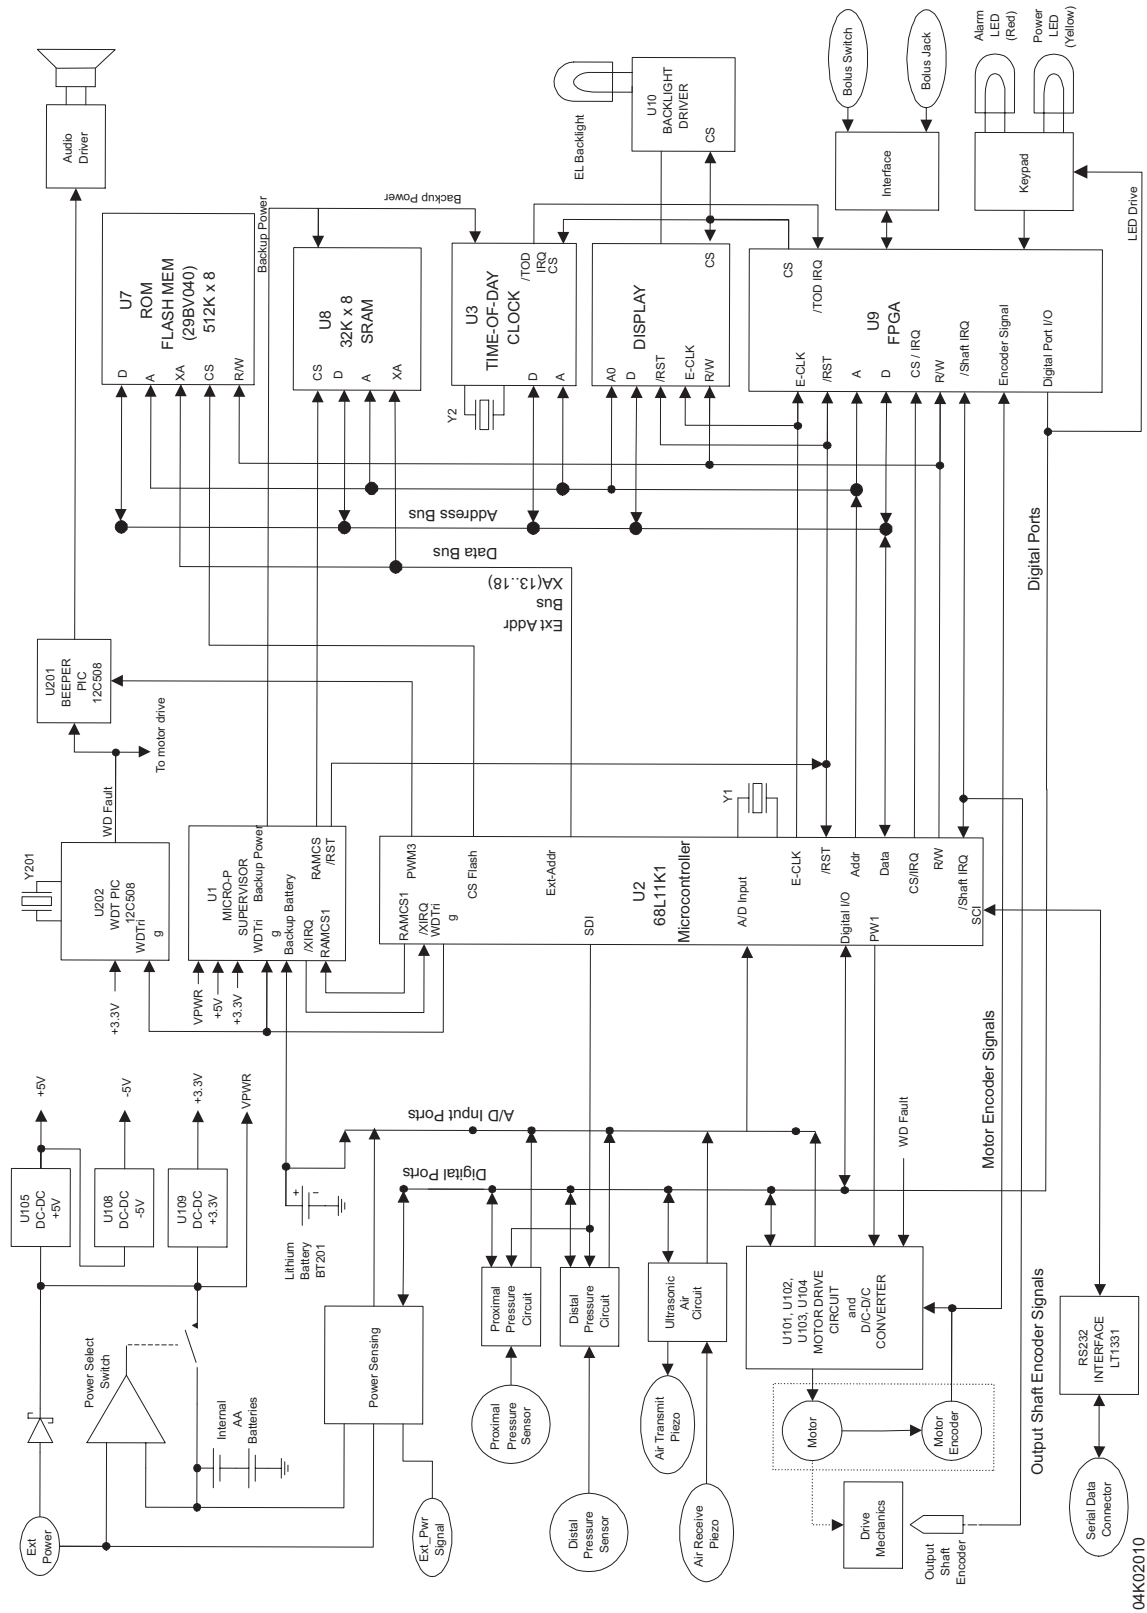 Ext
Power
Power Select
Switch
Internal
AA
Batteries
U105
DC-DC
+5V
+5V
U108
DC-DC
-5V
-5V
U109
DC-DC
+3.3V
+3.3V
VPWR
Lithium
Battery
BT201
+
−
Ext_Pwr
Signal
Power Sensing
Y201
U202
WDT PIC
12C508
WDTri
g
+3.3V
WD Fault
To motor drive
U201
BEEPER
PIC
12C508
Audio
Driver
VPWR
+5V
+3.3V
U1
MICRO-P
SUPERVISOR
WDTri
g
Backup Power
Backup Battery
/XIRQ
RAMCS1
RAMCS
/RST
A/D Input Ports
Digital Ports
Proximal
Pressure
Sensor
Proximal
Pressure
Circuit
Distal
Pressure
Sensor
Distal
Pressure
Circuit
Air Transmit
Piezo
Air Receive
Piezo
Ultrasonic
Air
Circuit
RAMCS1
/XIRQ
WDTri
g
PWM3
CS Flash
Ext-Addr
SDI
U2
68L11K1
Microcontroller
A/D Input
Y1
E-CLK
/RST
Digital I/O
Addr
PW1
Data
CS/IRQ
R/W
/Shaft IRQ
SCI
WD Fault
U101, U102,
U103, U104
MOTOR DRIVE
CIRCUIT
and
D/C-D/C
CONVERTER
Motor
Motor
Encoder
Drive
Mechanics
Output
Shaft
Encoder
Motor Encoder Signals
Output Shaft Encoder Signals
RS232
INTERFACE
LT1331
Serial Data
Connector
U7
ROM
FLASH MEM
(29BV040)
512K x 8
D
A
XA
CS
R/W
Backup Power
U8
32K x 8
SRAM
CS
D
A
XA
Backup Power
Address Bus
Data Bus
Ext Addr
Bus
XA(13..18)
U3
TIME-OF-DAY
CLOCK
/TOD
IRQ
CS
Y2
D
A
EL Backlight
U10
BACKLIGHT
DRIVER
CS
DISPLAY
A0
D
/RST
E-CLK
R/W
CS
U9
FPGA
CS
/TOD IRQ
E-CLK
/RST
A
D
CS / IRQ
R/W
/Shaft IRQ
Encoder Signal
Digital Port I/O
Digital Ports
Bolus Switch
Bolus Jack
Interface
Alarm
LED
(Red)
Power
LED
(Yellow)
Keypad
LED Drive
04K02010